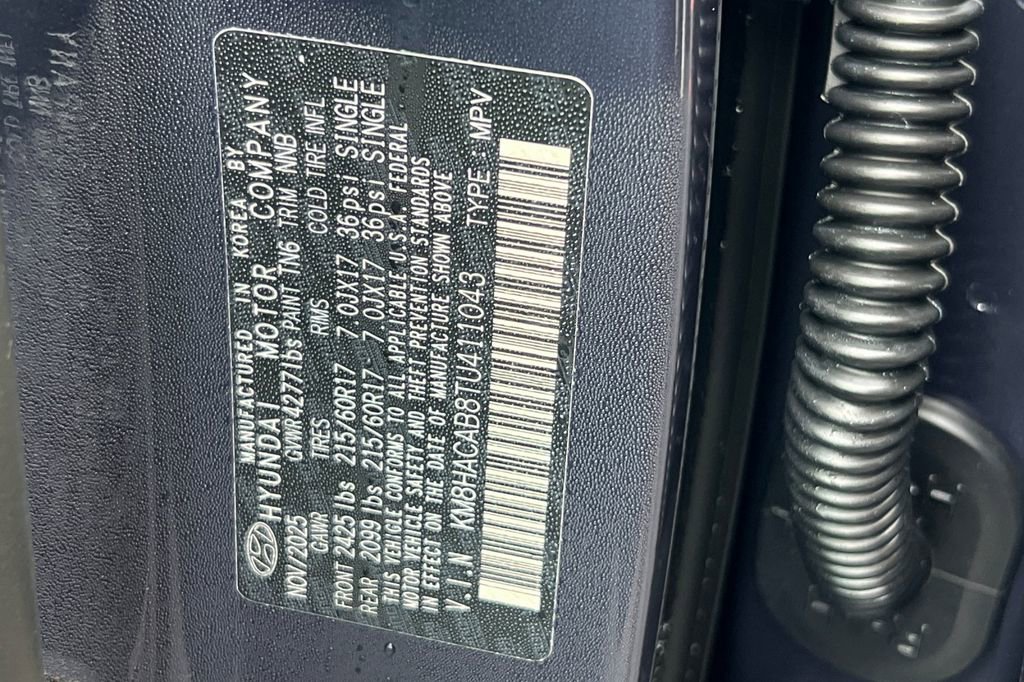 MANUFACTURED IN KOREA BY
HYUNDAI MOTOR COMPANY
NOV/2025 GVWR 4277lbs PAINT TN6 TRIM NNB
GAWR TIRES RIMS COLD TIRE INFL
FRONT 2425 lbs 215/60R17 7.0JX17 36psi SINGLE
REAR 2099 lbs 215/60R17 7.0JX17 36psi SINGLE
THIS VEHICLE CONFORMS TO ALL APPLICABLE U.S.A. FEDERAL
MOTOR VEHICLE SAFETY AND THEFT PREVENTION STANDARDS
IN EFFECT ON THE DATE OF MANUFACTURE SHOWN ABOVE
V.I.N KM8HACAB8TU411043 TYPE:MPV